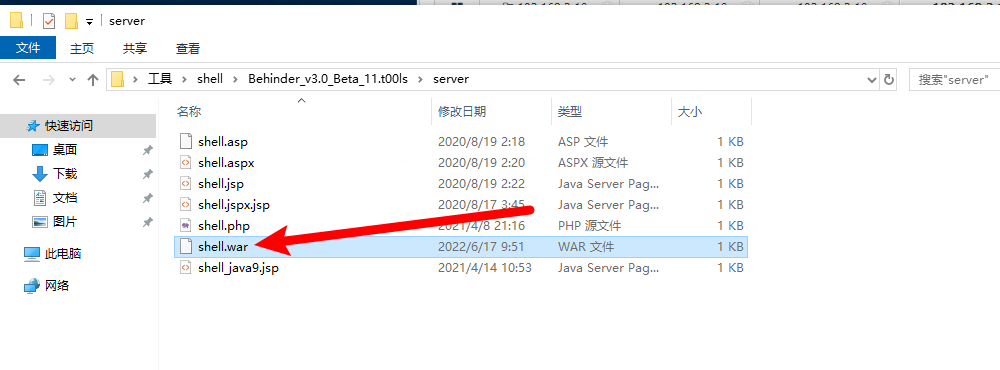 server
文件 主页 共享 查看
工具 shell Behinder_v3.0_Beta_11.t00ls server 搜索"server"
名称 修改日期 类型 大小
快速访问
桌面
下载
文档
图片
此电脑
网络
shell.asp 2020/8/19 2:18 ASP 文件 1 KB
shell.aspx 2020/8/19 2:20 ASPX 源文件 1 KB
shell.jsp 2020/8/19 2:22 Java Server Pag... 1 KB
shell.jspx.jsp 2020/8/17 3:45 Java Server Pag... 1 KB
shell.php 2021/4/8 21:16 PHP 源文件 1 KB
shell.war 2022/6/17 9:51 WAR 文件 1 KB
shell_java9.jsp 2021/4/14 10:53 Java Server Pag... 1 KB